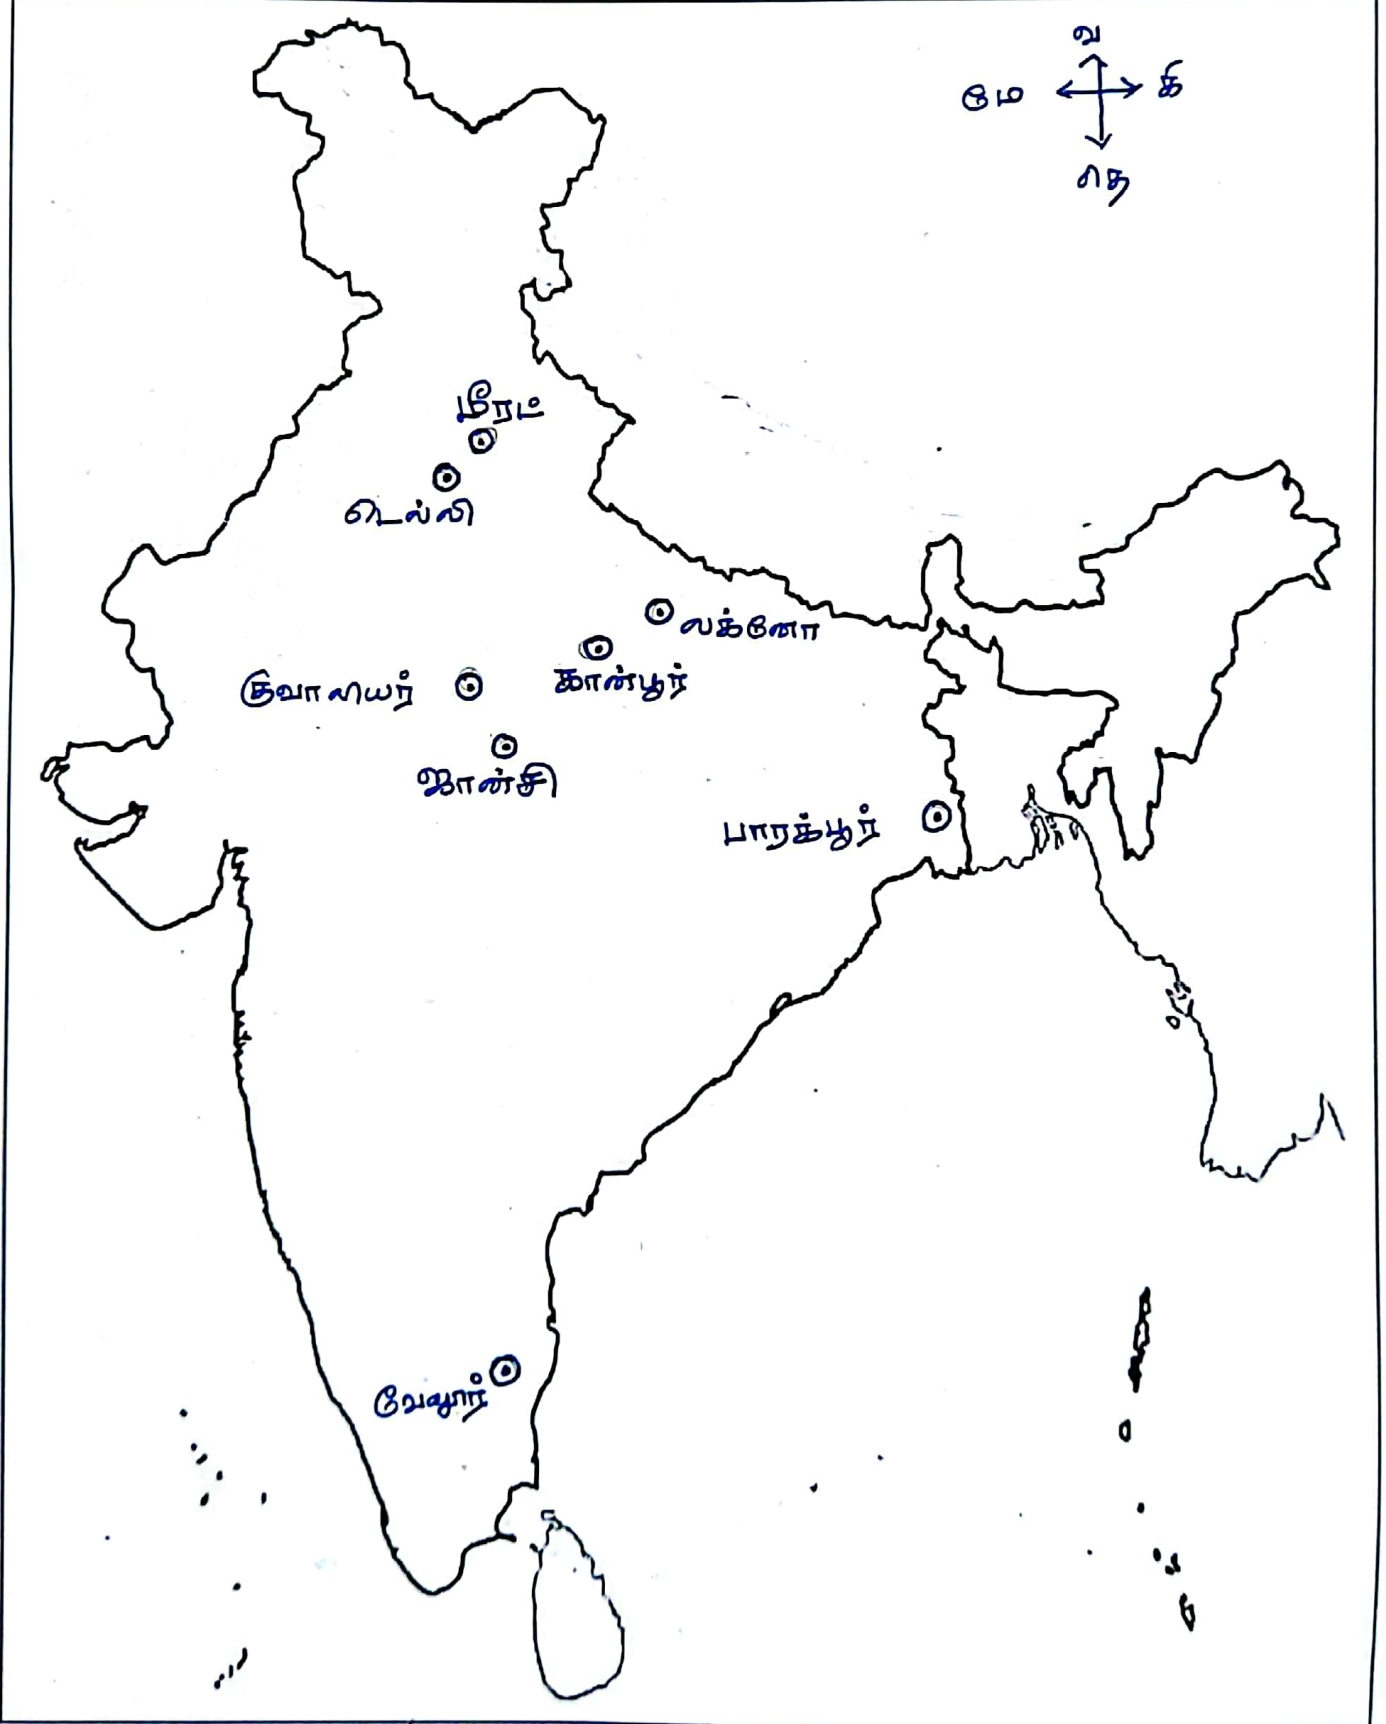 வ
மே கி
தெ
மீரட்
டெல்லி
லக்னோ
கான்பூர்
குவாலியர்
ஜான்சி
பாரக்பூர்
வேலூர்